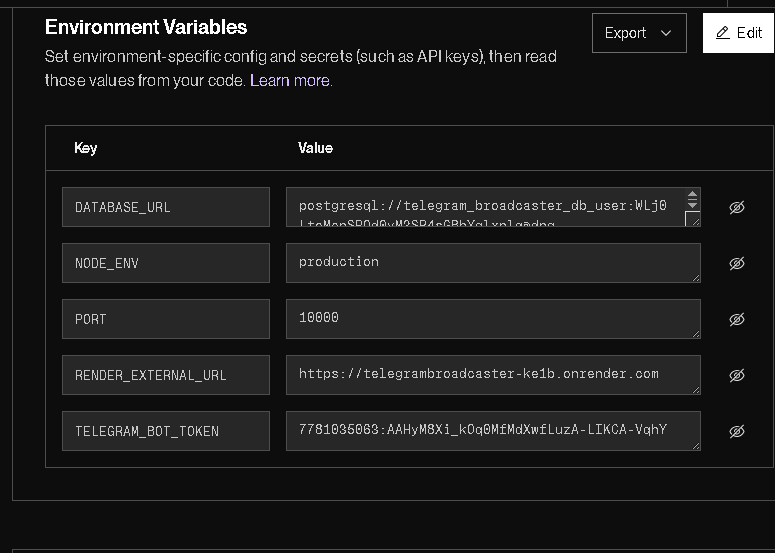 Environment Variables
Export
Edit
Set environment-specific config and secrets (such as API keys), then read
those values from your code. Learn more.
Key
Value
DATABASE_URL
postgresql://telegram_broadcaster_db_user:WLj0
NODE_ENV
production
PORT
10000
RENDER_EXTERNAL_URL
https://telegrambroadcaster-ke1b.onrender.com
TELEGRAM_BOT_TOKEN
7781035063:AAHyM8Xi_kOq0MfMdXwfLuzA-LIKCA-VqhY